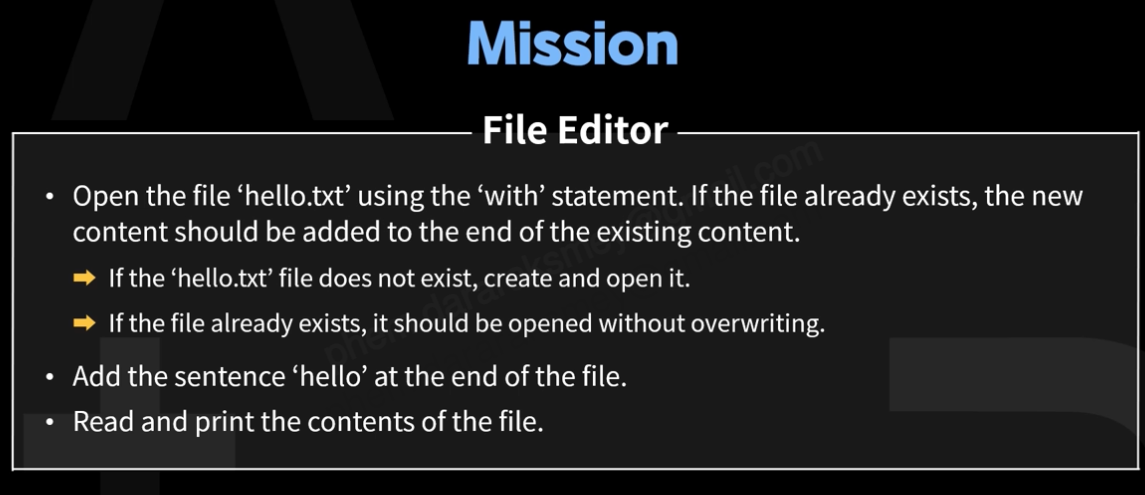 Mission
File Editor
• Open the file ‘hello.txt’ using the ‘with’ statement. If the file already exists, the new
content should be added to the end of the existing content.
➡ If the ‘hello.txt’ file does not exist, create and open it.
➡ If the file already exists, it should be opened without overwriting.
• Add the sentence ‘hello’ at the end of the file.
• Read and print the contents of the file.